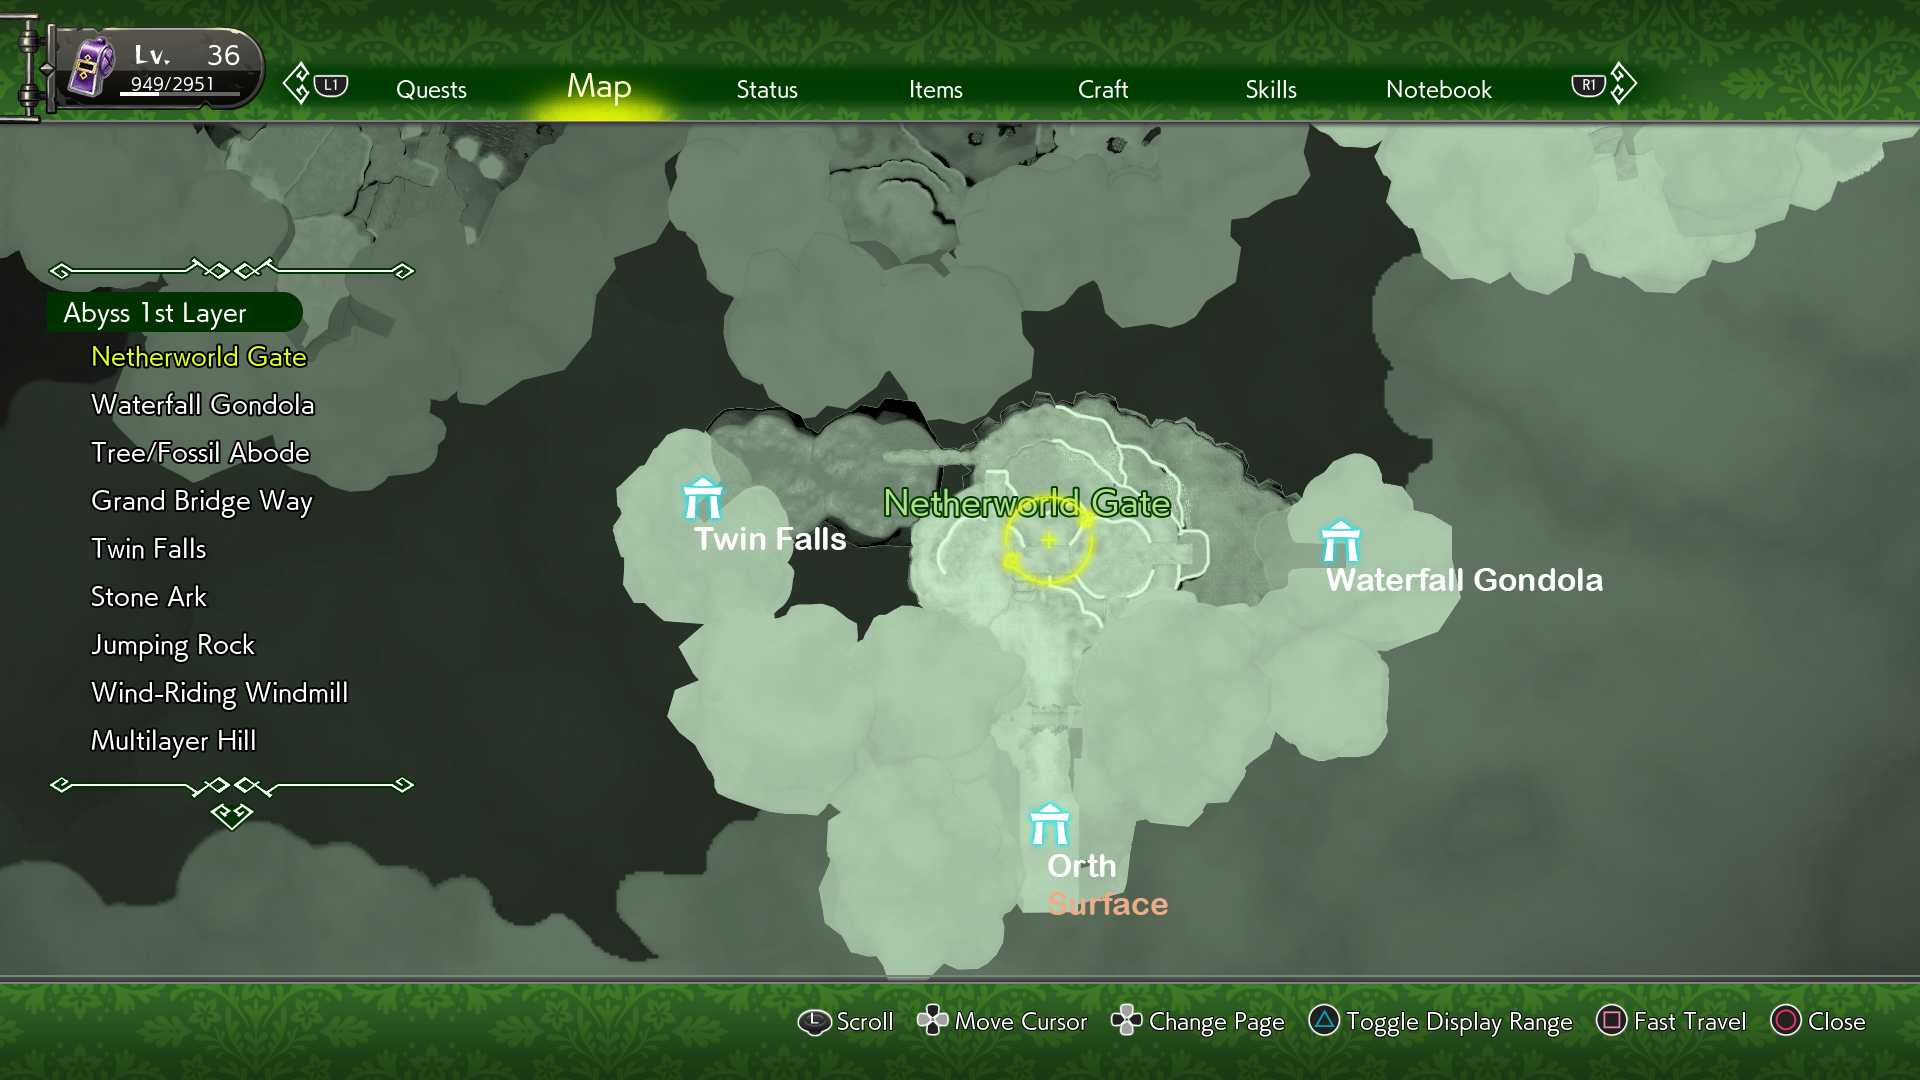 Lv. 36
949/2951
L1
Quests
Map
Status
Items
Craft
Skills
Notebook
R1
Abyss 1st Layer
Netherworld Gate
Waterfall Gondola
Tree/Fossil Abode
Grand Bridge Way
Twin Falls
Stone Ark
Jumping Rock
Wind-Riding Windmill
Multilayer Hill
Netherworld Gate
Twin Falls
Waterfall Gondola
Orth
Surface
L Scroll
Move Cursor
Change Page
Toggle Display Range
Fast Travel
Close